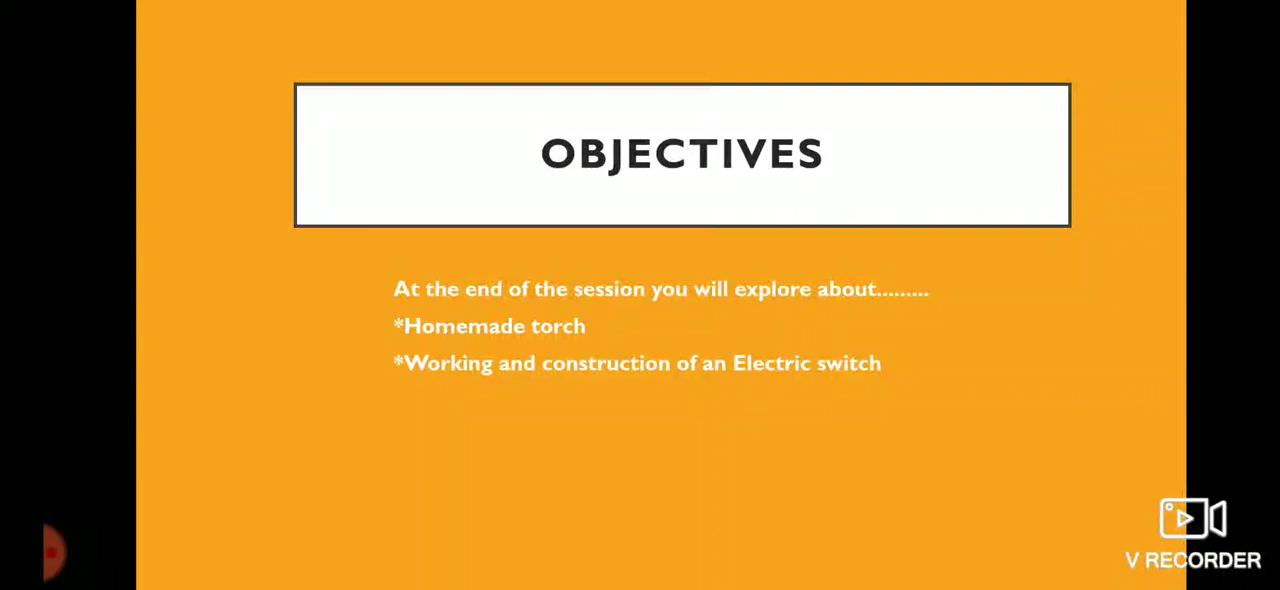 OBJECTIVES
At the end of the session you will explore about.........
*Homemade torch
*Working and construction of an Electric switch
V RECORDER